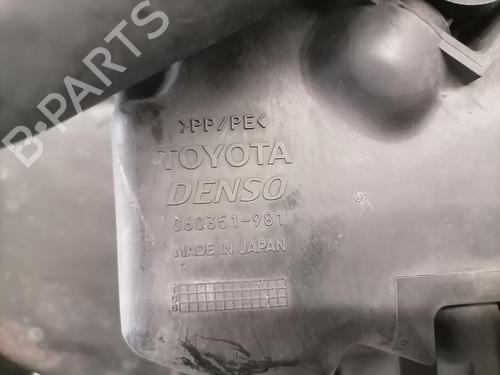 B-PARTS
>PP/PE<
TOYOTA
DENSO
060351-981
MADE IN JAPAN